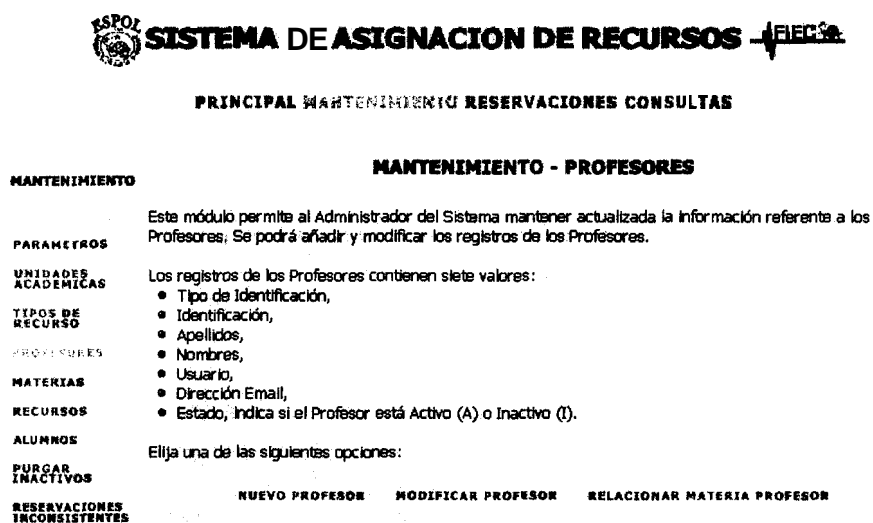 ESPOL
SISTEMA DE ASIGNACION DE RECURSOS
FIEC
PRINCIPAL MANTENIMIENTO RESERVACIONES CONSULTAS
MANTENIMIENTO
PARAMETROS
UNIDADES
ACADEMICAS
TIPOS DE
RECURSO
PROFESORES
MATERIAS
RECURSOS
ALUMNOS
PURGAR
INACTIVOS
RESERVACIONES
INCONSISTENTES
MANTENIMIENTO - PROFESORES
Este módulo permite al Administrador del Sistema mantener actualizada la información referente a los
Profesores, Se podrá añadir y modificar los registros de los Profesores.
Los registros de los Profesores contienen siete valores:
• Tipo de Identificación,
• Identificación,
• Apellidos,
• Nombres,
• Usuario,
• Dirección Email,
• Estado, indica si el Profesor está Activo (A) o Inactivo (I).
Elija una de las siguientes opciones:
NUEVO PROFESOR MODIFICAR PROFESOR RELACIONAR MATERIA PROFESOR